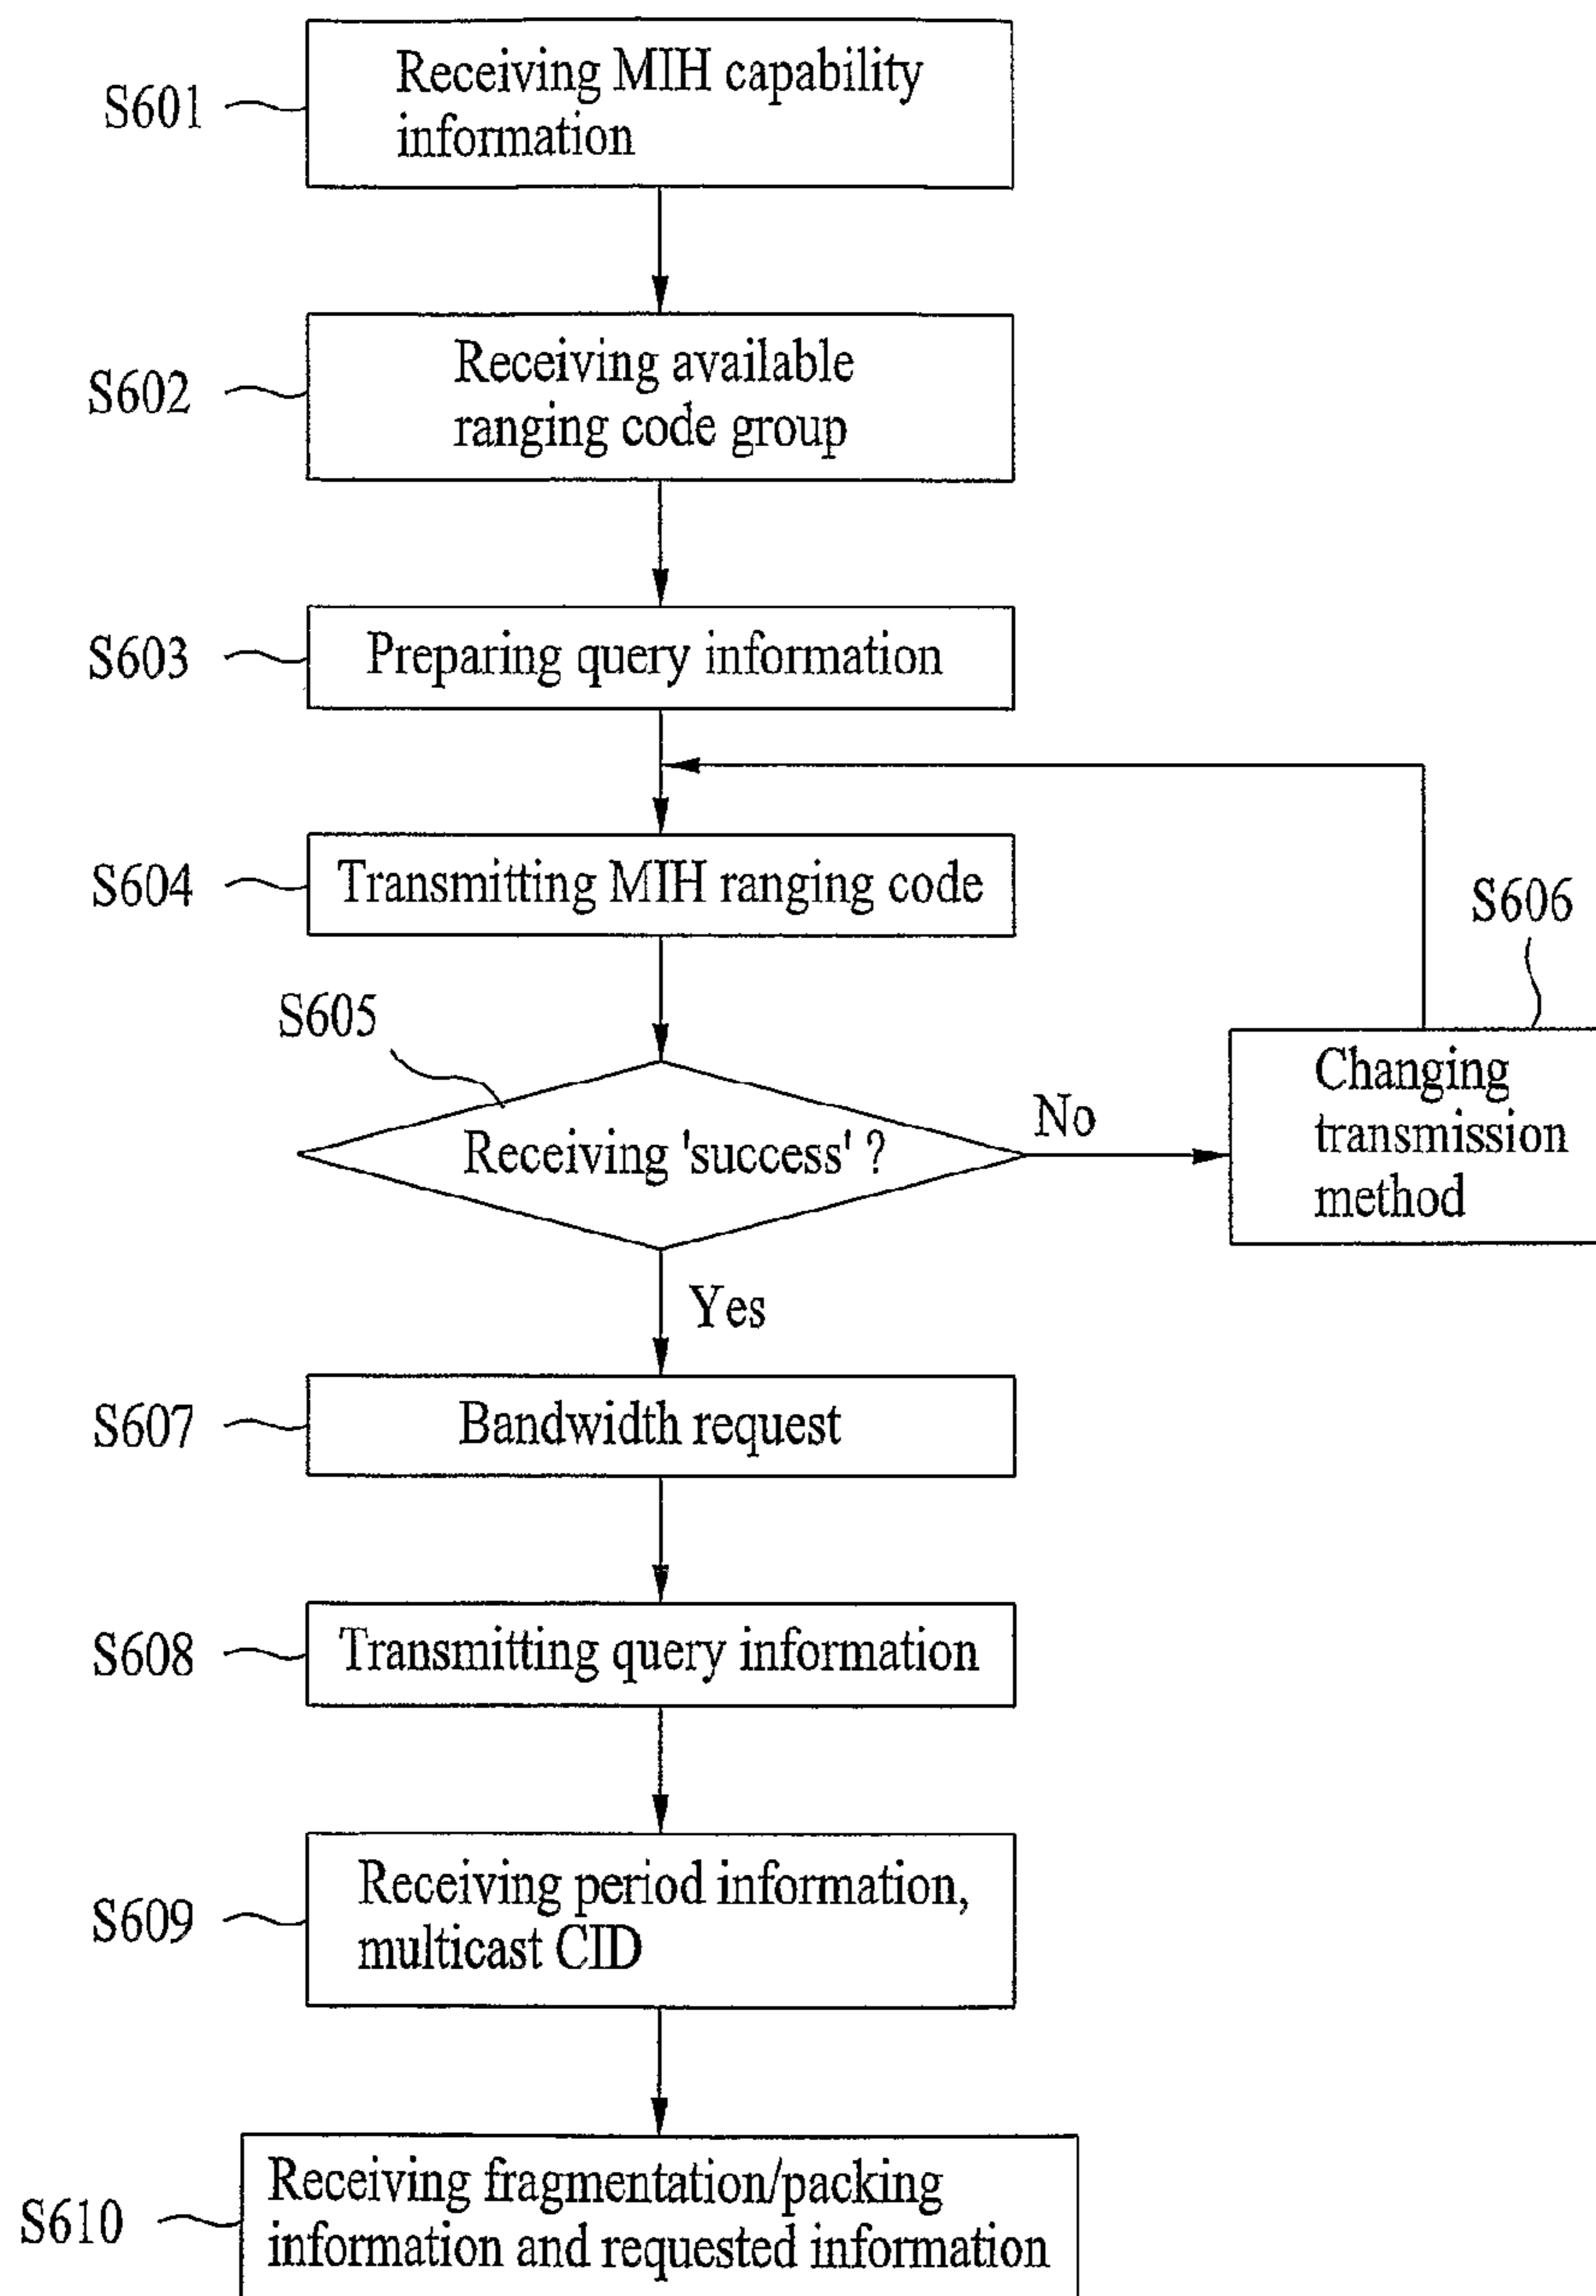 S601
Receiving MIH capability
information
S602
Receiving available
ranging code group
S603
Preparing query information
S604
Transmitting MIH ranging code
S606
S605
Changing
transmission
method
Receiving 'success' ?
No
Yes
S607
Bandwidth request
S608
Transmitting query information
S609
Receiving period information,
multicast CID
S610
Receiving fragmentation/packing
information and requested information